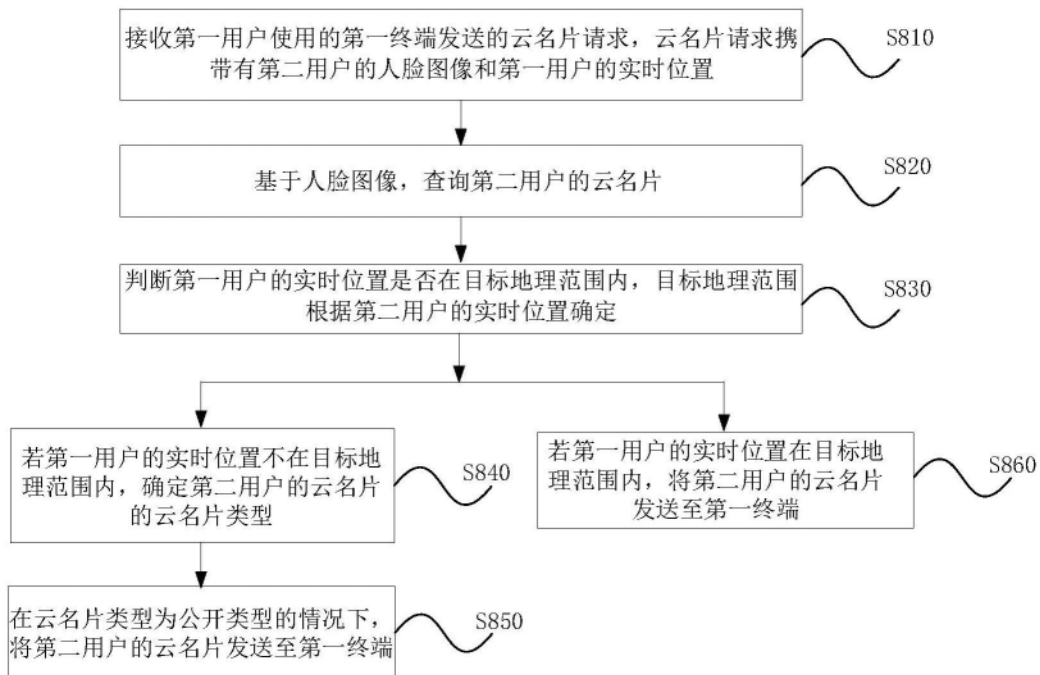 接收第一用户使用的第一终端发送的云名片请求，云名片请求携
带有第二用户的人脸图像和第一用户的实时位置
S810
基于人脸图像，查询第二用户的云名片
S820
判断第一用户的实时位置是否在目标地理范围内，目标地理范围
根据第二用户的实时位置确定
S830
若第一用户的实时位置不在目标地
理范围内，确定第二用户的云名片
的云名片类型
S840
若第一用户的实时位置在目标地
理范围内，将第二用户的云名片
发送至第一终端
S860
在云名片类型为公开类型的情况下，
将第二用户的云名片发送至第一终端
S850